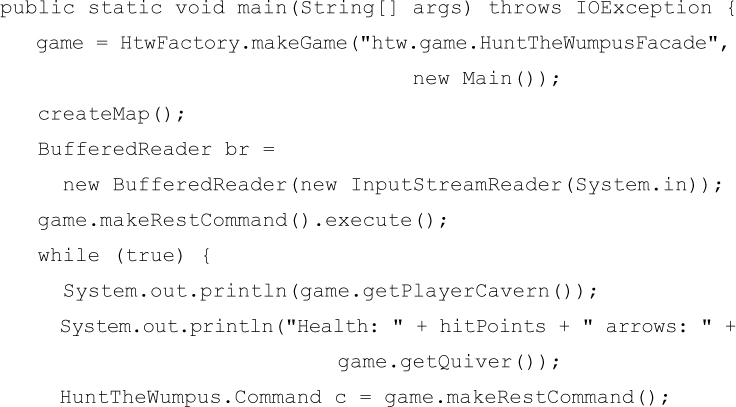 public static void main(String[] args) throws IOException {
game = HtwFactory.makeGame("htw.game.HuntTheWumpusFacade",
new Main());
createMap();
BufferedReader br =
new BufferedReader(new InputStreamReader(System.in));
game.makeRestCommand().execute();
while (true) {
System.out.println(game.getPlayerCavern());
System.out.println("Health: " + hitPoints + " arrows: " +
game.getQuiver());
HuntTheWumpus.Command c = game.makeRestCommand();